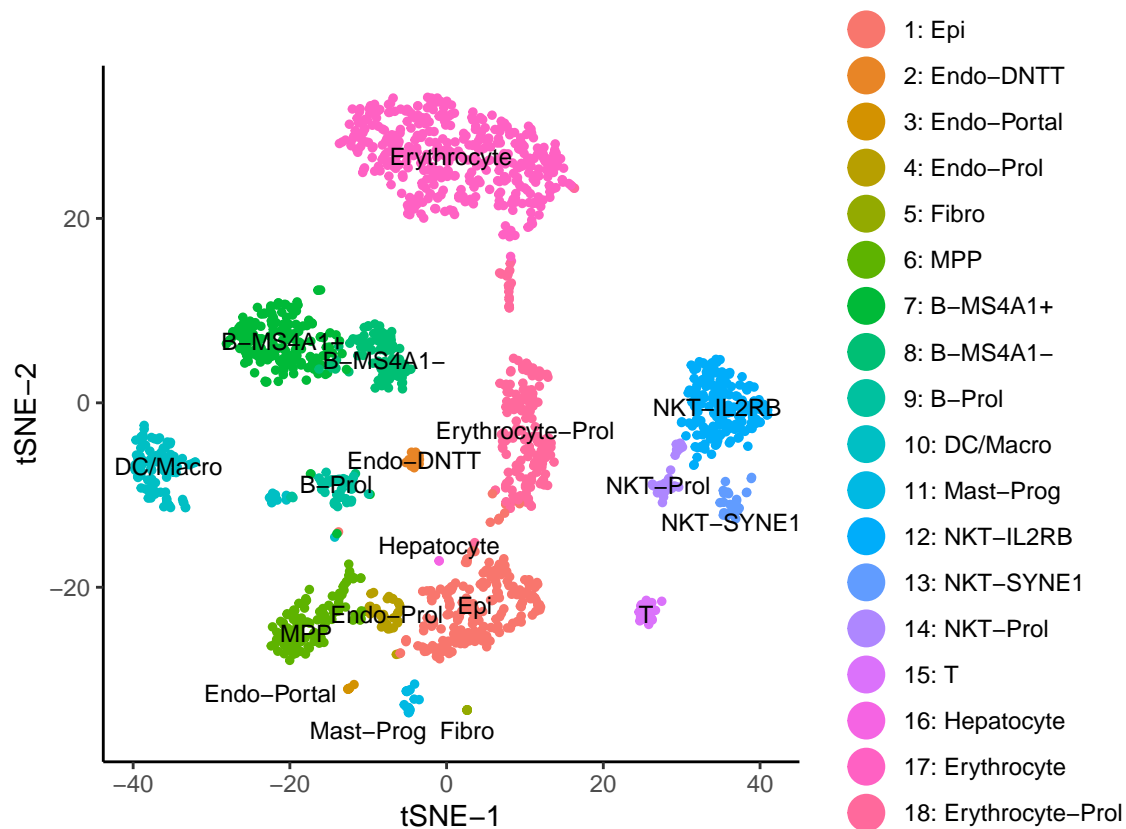 1: Epi
2: Endo−DNTT
3: Endo−Portal
4: Endo−Prol
5: Fibro
6: MPP
7: B−MS4A1+
8: B−MS4A1−
9: B−Prol
10: DC/Macro
11: Mast−Prog
12: NKT−IL2RB
13: NKT−SYNE1
14: NKT−Prol
15: T
16: Hepatocyte
17: Erythrocyte
18: Erythrocyte−Prol
tSNE−2
20
0
−20
Erythrocyte
B−MS4A1+
B−MS4A1−
NKT−IL2RB
Erythrocyte−Prol
DC/Macro
Endo−DNTT
B−Prol
NKT−Prol
NKT−SYNE1
Hepatocyte
Epi
Endo−Prol
T
MPP
Endo−Portal
Mast−Prog
Fibro
−40
−20
0
20
40
tSNE−1